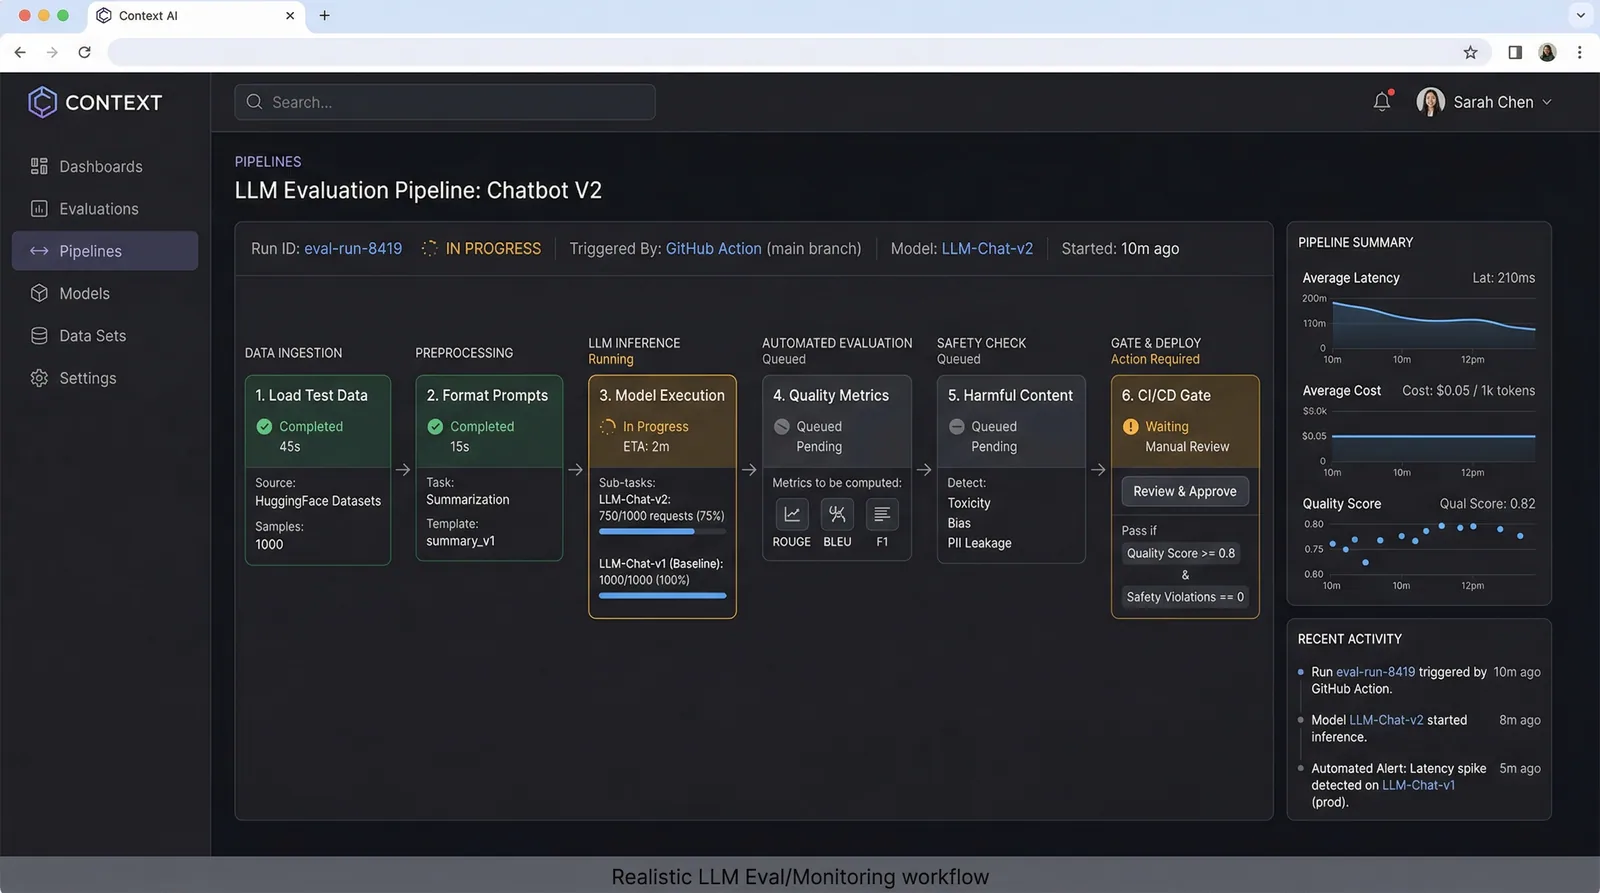 Context AI
CONTEXT
Search...
Sarah Chen
Dashboards
Evaluations
Pipelines
Models
Data Sets
Settings
PIPELINES
LLM Evaluation Pipeline: Chatbot V2
Run ID: eval-run-8419
IN PROGRESS
Triggered By: GitHub Action (main branch)
Model: LLM-Chat-v2
Started: 10m ago
DATA INGESTION
1. Load Test Data
Completed
45s
Source:
HuggingFace Datasets
Samples:
1000
PREPROCESSING
2. Format Prompts
Completed
15s
Task:
Summarization
Template:
summary_v1
LLM INFERENCE
Running
3. Model Execution
In Progress
ETA: 2m
Sub-tasks:
LLM-Chat-v2:
750/1000 requests (75%)
LLM-Chat-v1 (Baseline):
1000/1000 (100%)
AUTOMATED EVALUATION
Queued
4. Quality Metrics
Queued
Pending
Metrics to be computed:
ROUGE BLEU F1
SAFETY CHECK
Queued
5. Harmful Content
Queued
Pending
Detect:
Toxicity
Bias
PII Leakage
GATE & DEPLOY
Action Required
6. CI/CD Gate
Waiting
Manual Review
Review & Approve
Pass if
Quality Score >= 0.8
&
Safety Violations == 0
PIPELINE SUMMARY
Average Latency Lat: 210ms
200m
110m
0
10m 10m 12pm
Average Cost Cost: $0.05 / 1k tokens
$6.0k
$0.05
0
10m 10m 12pm
Quality Score Qual Score: 0.82
0.80
0.75
0.60
10m 10m 12pm
RECENT ACTIVITY
Run eval-run-8419 triggered by 10m ago
GitHub Action.
Model LLM-Chat-v2 started 8m ago
inference.
Automated Alert: Latency spike 5m ago
detected on LLM-Chat-v1
(prod).
Realistic LLM Eval/Monitoring workflow